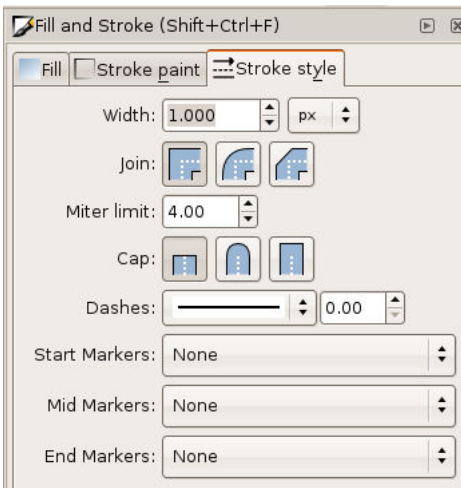 Fill and Stroke (Shift+Ctrl+F)
Fill Stroke paint Stroke style
Width: 1.000 px
Join:
Miter limit: 4.00
Cap:
Dashes: 0.00
Start Markers: None
Mid Markers: None
End Markers: None